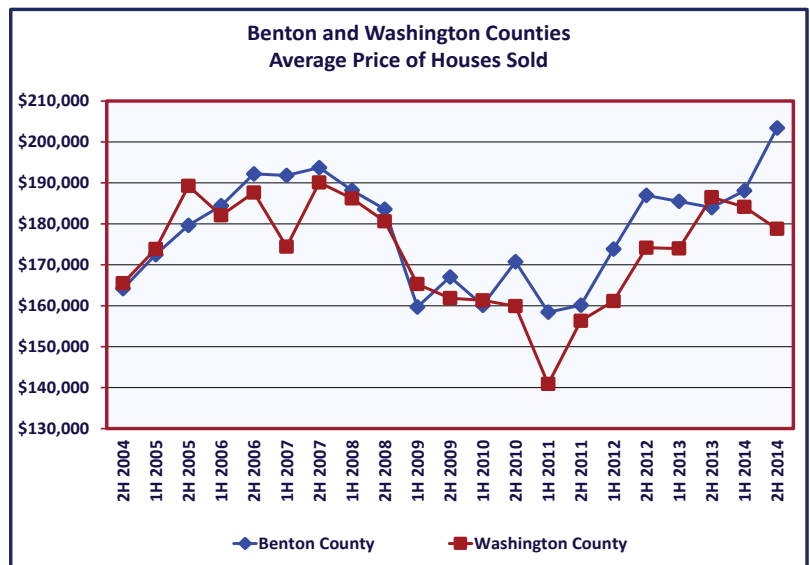 Benton and Washington Counties
Average Price of Houses Sold
$210,000
$200,000
$190,000
$180,000
$170,000
$160,000
$150,000
$140,000
$130,000
2H 2004
1H 2005
2H 2005
1H 2006
2H 2006
1H 2007
2H 2007
1H 2008
2H 2008
1H 2009
2H 2009
1H 2010
2H 2010
1H 2011
2H 2011
1H 2012
2H 2012
1H 2013
2H 2013
1H 2014
2H 2014
Benton County
Washington County